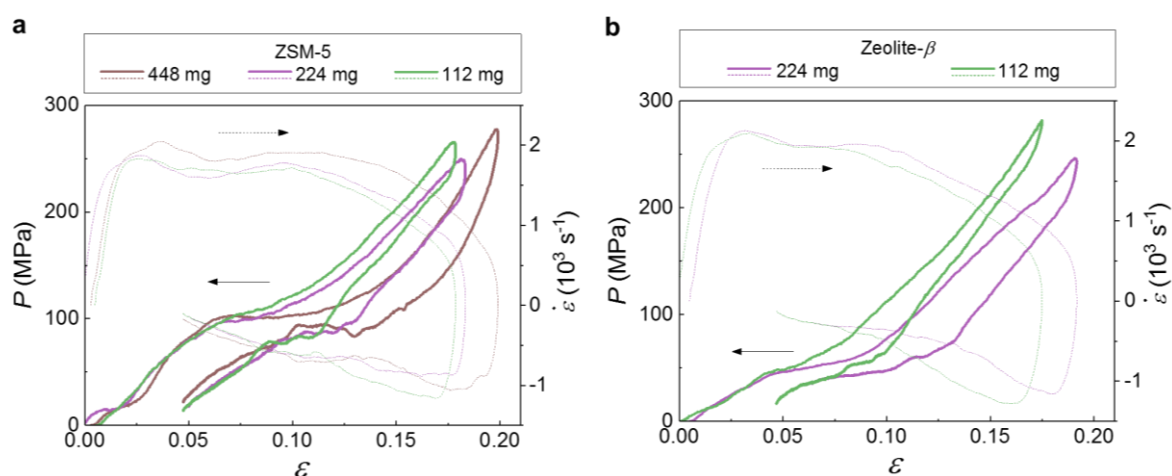 a
ZSM-5
448 mg 224 mg 112 mg
300
200
100
0
P (MPa)
2
1
0
-1
ε̇ (10³ s⁻¹)
0.00 0.05 0.10 0.15 0.20
ε
b
Zeolite-β
224 mg 112 mg
300
200
100
0
P (MPa)
2
1
0
-1
ε̇ (10³ s⁻¹)
0.00 0.05 0.10 0.15 0.20
ε